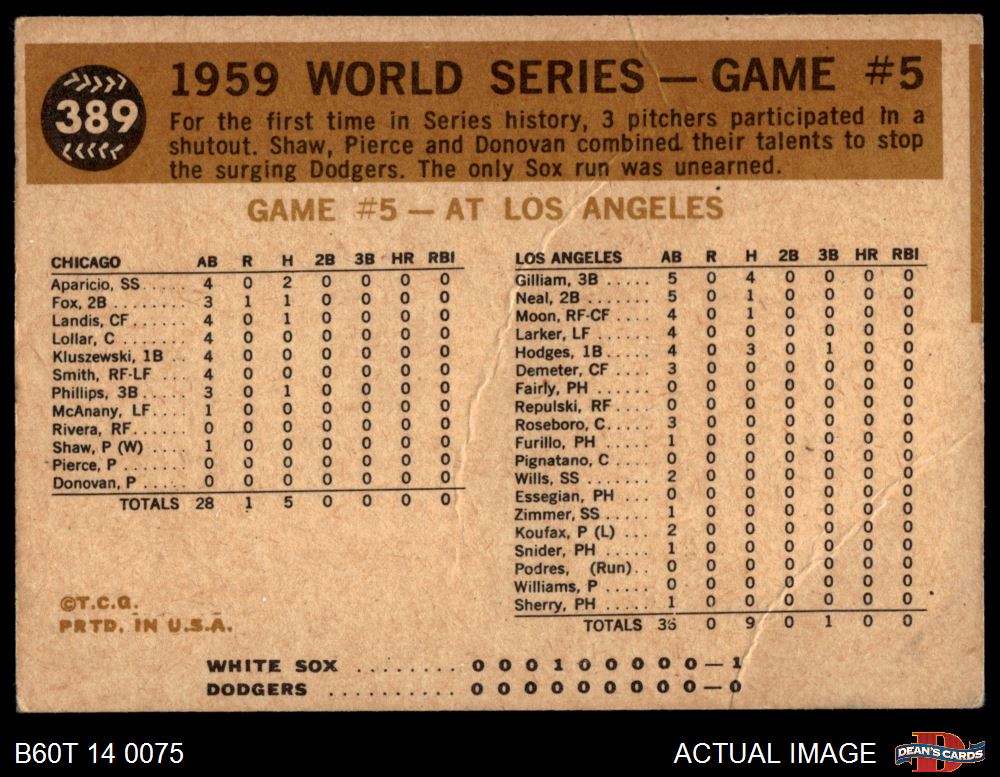 389
1959 WORLD SERIES — GAME #5
For the first time in Series history, 3 pitchers participated in a
shutout. Shaw, Pierce and Donovan combined their talents to stop
the surging Dodgers. The only Sox run was unearned.
GAME #5 — AT LOS ANGELES
CHICAGO AB R H 2B 3B HR RBI
Aparicio, SS..... 4 0 2 0 0 0 0
Fox, 2B ........ 3 1 1 0 0 0 0
Landis, CF...... 4 0 1 0 0 0 0
Lollar, C ....... 4 0 0 0 0 0 0
Kluszewski, 1B .. 4 0 0 0 0 0 0
Smith, RF-LF ... 4 0 0 0 0 0 0
Phillips, 3B..... 3 0 1 0 0 0 0
McAnany, LF.... 1 0 0 0 0 0 0
Rivera, RF...... 0 0 0 0 0 0 0
Shaw, P (W) .... 1 0 0 0 0 0 0
Pierce, P ....... 0 0 0 0 0 0 0
Donovan, P ..... 0 0 0 0 0 0 0
TOTALS 28 1 5 0 0 0 0
LOS ANGELES AB R H 2B 3B HR RBI
Gilliam, 3B ..... 5 0 4 0 0 0 0
Neal, 2B ....... 5 0 1 0 0 0 0
Moon, RF-CF .... 4 0 1 0 0 0 0
Larker, LF ..... 4 0 0 0 0 0 0
Hodges, 1B..... 4 0 3 0 1 0 0
Demeter, CF.... 3 0 0 0 0 0 0
Fairly, PH ..... 0 0 0 0 0 0 0
Repulski, RF.... 0 0 0 0 0 0 0
Roseboro, C.... 3 0 0 0 0 0 0
Furillo, PH ..... 1 0 0 0 0 0 0
Pignatano, C .... 0 0 0 0 0 0 0
Wills, SS ....... 2 0 0 0 0 0 0
Essegian, PH ... 0 0 0 0 0 0 0
Zimmer, SS ..... 1 0 0 0 0 0 0
Koufax, P (L) ... 2 0 0 0 0 0 0
Snider, PH ..... 1 0 0 0 0 0 0
Podres, (Run).. 0 0 0 0 0 0 0
Williams, P ..... 0 0 0 0 0 0 0
Sherry, PH ..... 1 0 0 0 0 0 0
TOTALS 36 0 9 0 1 0 0
©T.C.G.
PRTD. IN U.S.A.
WHITE SOX ........ 0 0 0 1 0 0 0 0 0 — 1
DODGERS .......... 0 0 0 0 0 0 0 0 0 — 0
B60T 14 0075
ACTUAL IMAGE
D
DEAN'S CARDS